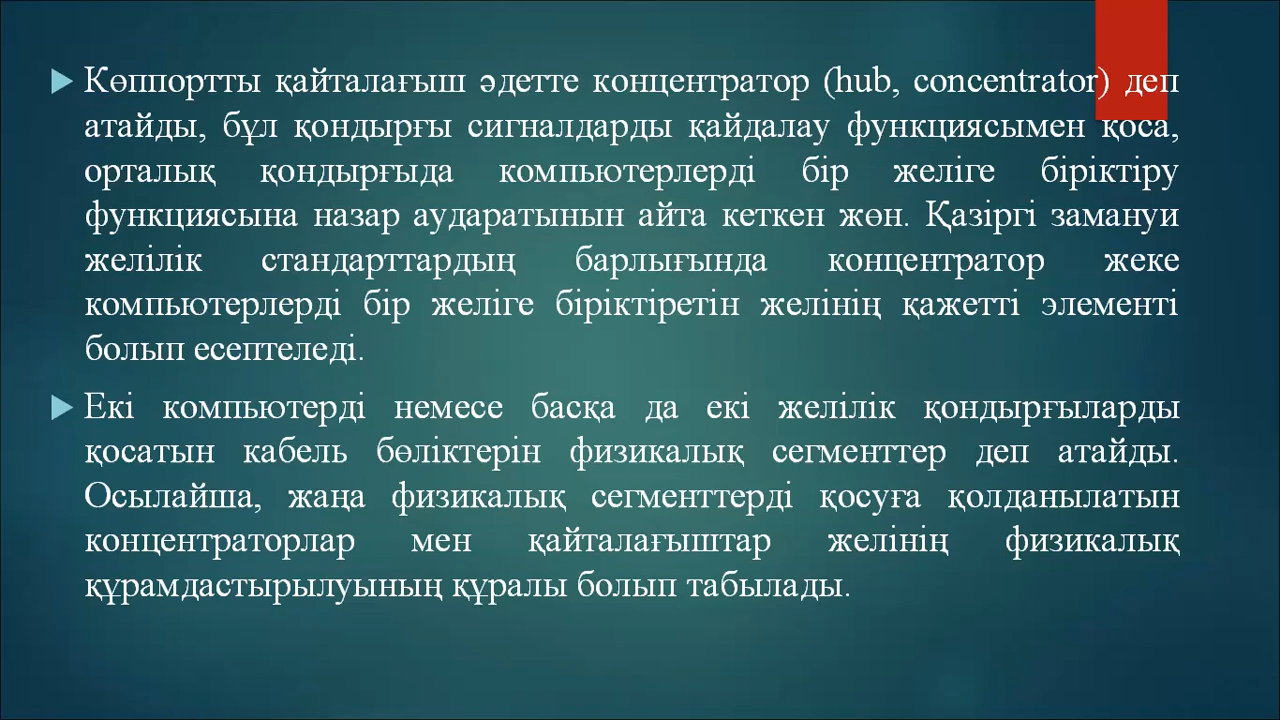 Көппортты қайталағыш әдетте концентратор (hub, concentrator) деп
атайды, бұл қондырғы сигналдарды қайдалау функциясымен қоса,
орталық қондырғыда компьютерлерді бір желіге біріктіру
функциясына назар аударатынын айта кеткен жөн. Қазіргі замануи
желілік стандарттардың барлығында концентратор жеке
компьютерлерді бір желіге біріктіретін желінің қажетті элементі
болып есептеледі.
Екі компьютерді немесе басқа да екі желілік қондырғыларды
қосатын кабель бөліктерін физикалық сегменттер деп атайды.
Осылайша, жаңа физикалық сегменттерді қосуға қолданылатын
концентраторлар мен қайталағыштар желінің физикалық
құрамдастырылуының құралы болып табылады.